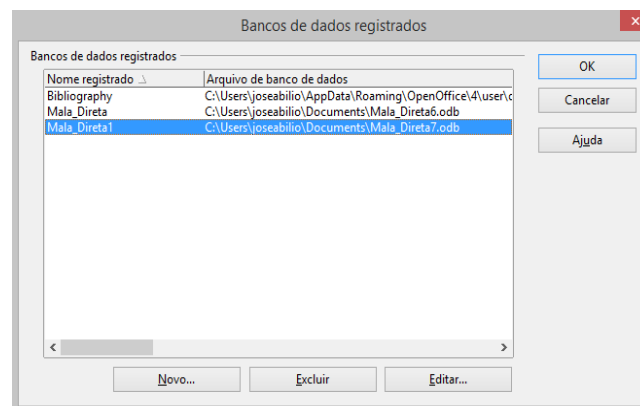 Bancos de dados registrados
Bancos de dados registrados
Nome registrado Arquivo de banco de dados
Bibliography C:\Users\joseabilio\AppData\Roaming\OpenOffice\4\user\d
Mala_Direta C:\Users\joseabilio\Documents\Mala_Direta6.odb
Mala_Direta1 C:\Users\joseabilio\Documents\Mala_Direta7.odb
OK
Cancelar
Ajuda
Novo...
Excluir
Editar...